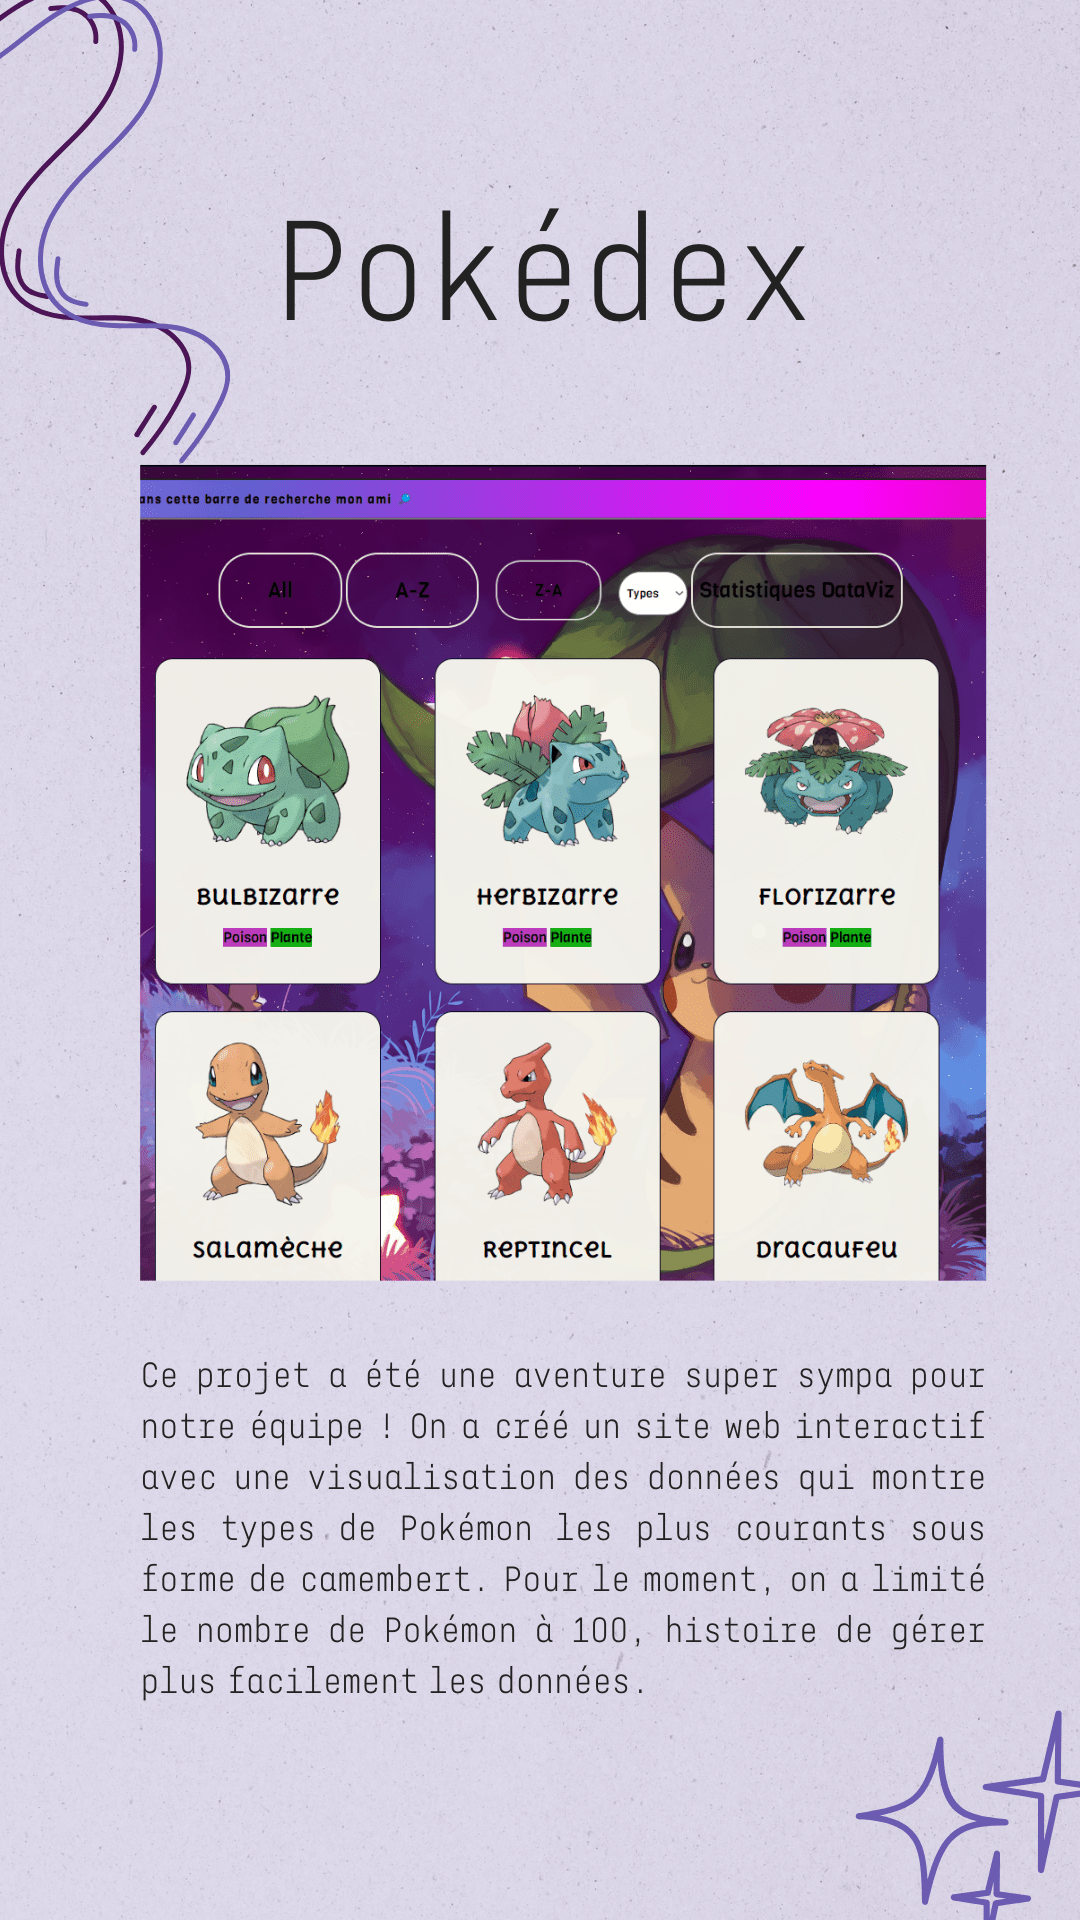 Pokédex
ans cette barre de recherche mon ami
All A-Z Z-A Types Statistiques DataViz
Bulbizarre Herbizarre Florizarre
Poison Plante Poison Plante Poison Plante
Salamèche Reptincel Dracaufeu
Ce projet a été une aventure super sympa pour
notre équipe ! On a créé un site web interactif
avec une visualisation des données qui montre
les types de Pokémon les plus courants sous
forme de camembert. Pour le moment, on a limité
le nombre de Pokémon à 100, histoire de gérer
plus facilement les données.